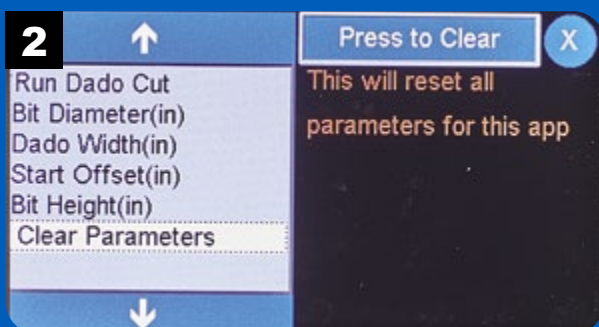 2
Run Dado Cut
Bit Diameter(in)
Dado Width(in)
Start Offset(in)
Bit Height(in)
Clear Parameters
Press to Clear
X
This will reset all
parameters for this app